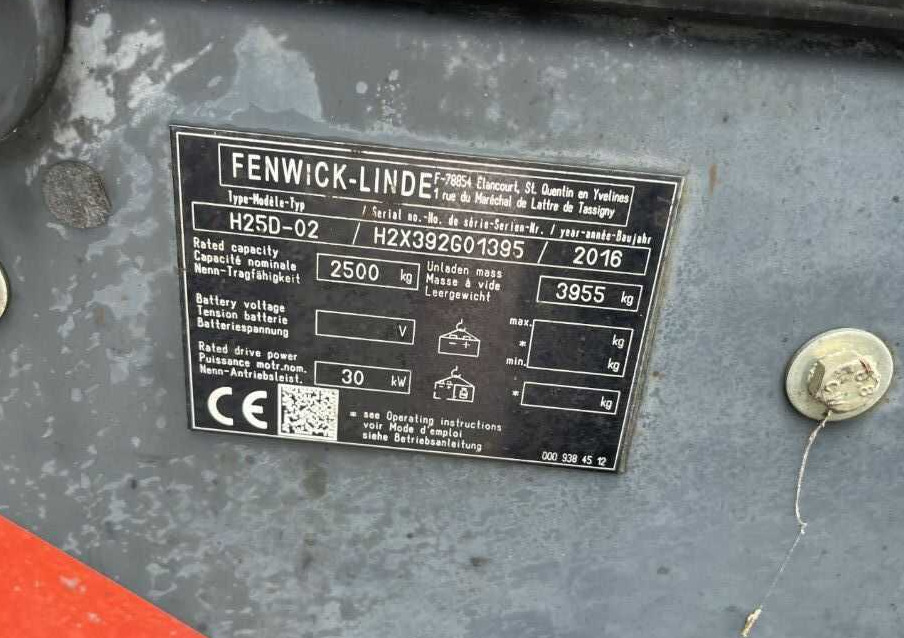 FENWiCK-LINDE
F-78854 Elancourt, St. Quentin en Yvelines
1 rue du Maréchal de Lattre de Tassigny
Type-Modèle-Typ / Serial no.-No. de série-Serien-Nr. / year-année-Baujahr
H25D-02 / H2X392G01395 / 2016
Rated capacity
Capacité nominale
Nenn-Tragfähigkeit
2500 kg
Unladen mass
Masse à vide
Leergewicht
3955 kg
Battery voltage
Tension batterie
Batteriespannung
V
max. kg
*
min. kg
Rated drive power
Puissance motr.nom.
Nenn-Antriebsleist.
30 kW
* kg
CE
* see Operating instructions
voir Mode d'emploi
siehe Betriebsanleitung
000 938 45 12